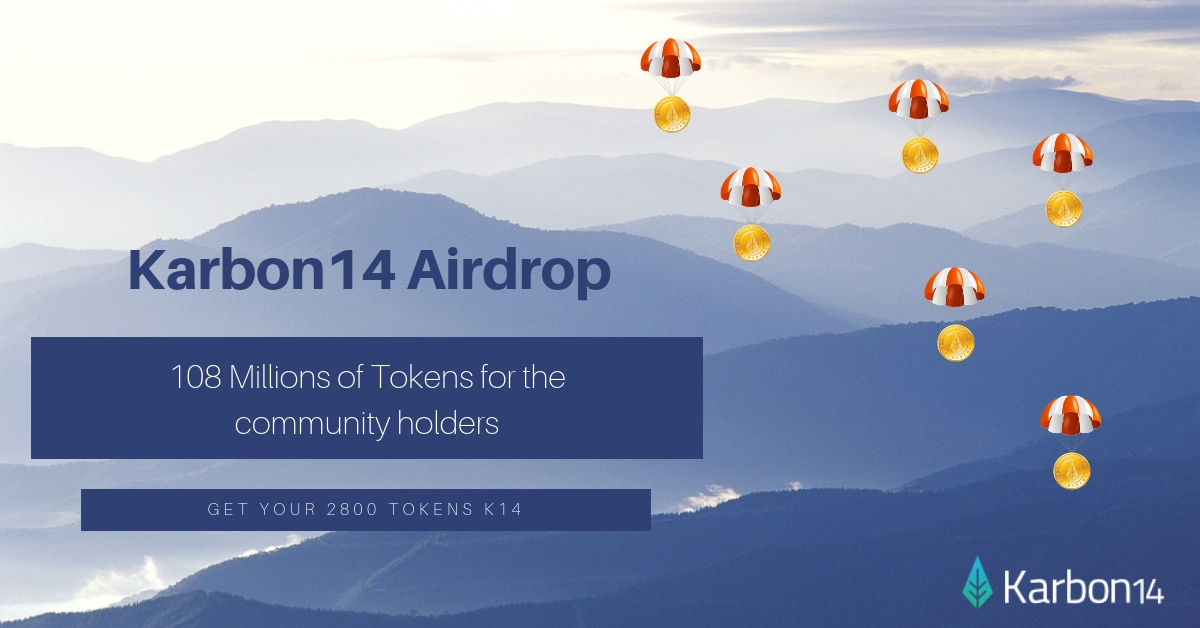 Karbon14 Airdrop
108 Millions of Tokens for the
community holders
GET YOUR 2800 TOKENS K14
Karbon14